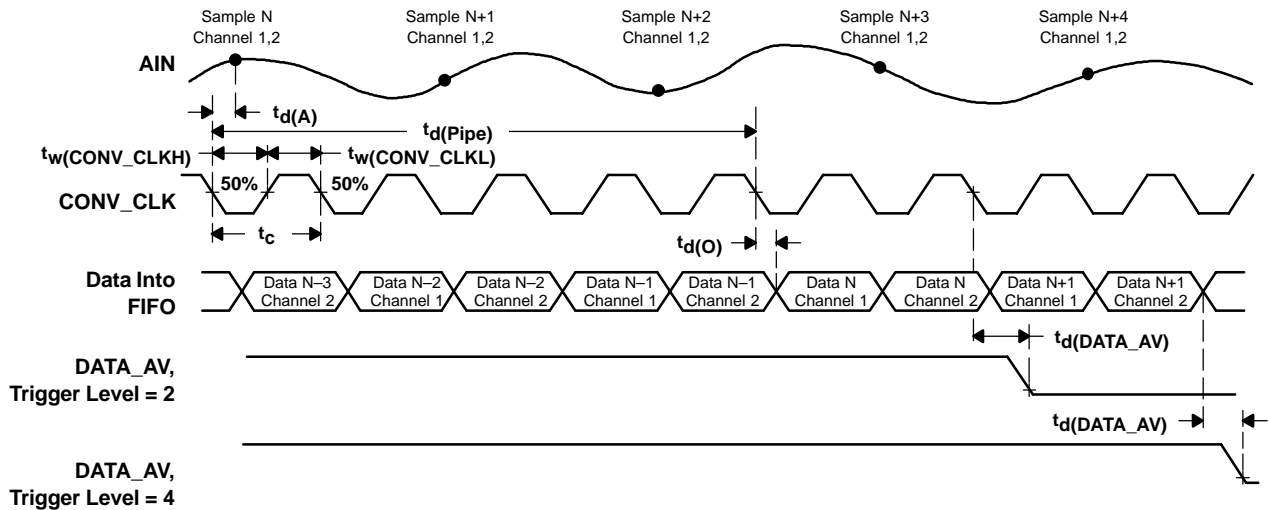 Sample N
Channel 1,2
Sample N+1
Channel 1,2
Sample N+2
Channel 1,2
Sample N+3
Channel 1,2
Sample N+4
Channel 1,2
AIN
td(A)
td(Pipe)
tw(CONV_CLKH)
tw(CONV_CLKL)
50%
50%
CONV_CLK
tc
td(O)
Data Into
FIFO
Data N–3
Channel 2
Data N–2
Channel 1
Data N–2
Channel 2
Data N–1
Channel 1
Data N–1
Channel 2
Data N
Channel 1
Data N
Channel 2
Data N+1
Channel 1
Data N+1
Channel 2
td(DATA_AV)
DATA_AV,
Trigger Level = 2
td(DATA_AV)
DATA_AV,
Trigger Level = 4